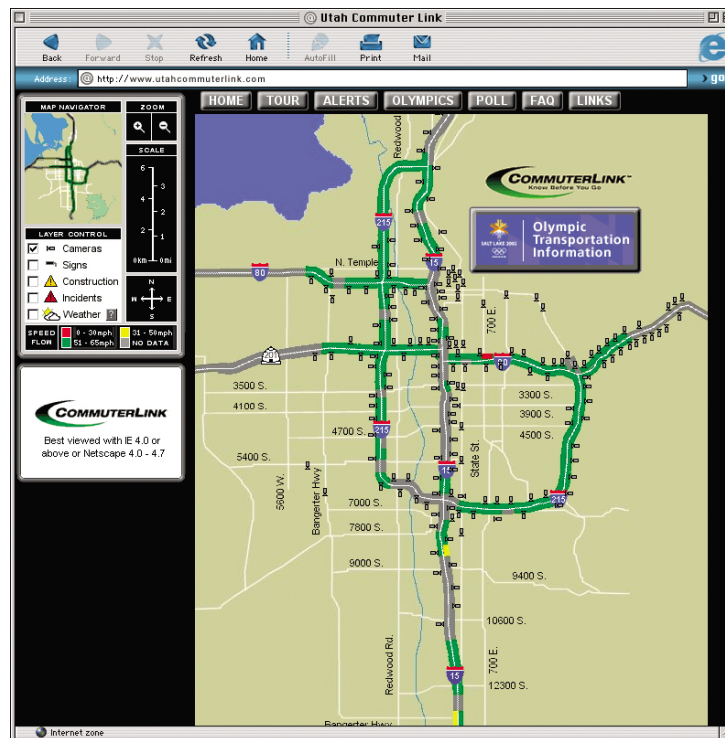 Utah Commuter Link
Back
Forward
Stop
Refresh
Home
AutoFill
Print
Mail
Address:
http://www.utahcommuterlink.com
go
HOME
TOUR
ALERTS
OLYMPICS
POLL
FAQ
LINKS
MAP NAVIGATOR
ZOOM
SCALE
6
3
4
2
2
1
0km
0mi
LAYER CONTROL
Cameras
Signs
Construction
Incidents
Weather ?
N
W E
S
SPEED
FLOW
0 - 30mph
31 - 50mph
51 - 65mph
NO DATA
COMMUTERLINK
Best viewed with IE 4.0 or
above or Netscape 4.0 - 4.7
COMMUTERLINK™
Know Before You Go
SALT LAKE 2002
Olympic
Transportation
Information
Redwood
215
N. Temple
15
80
700 E.
201
80
3500 S.
3300 S.
4100 S.
3900 S.
4700 S.
215
4500 S.
5400 S.
State St.
15
5600 W.
Bangerter Hwy
7000 S.
215
7800 S.
9000 S.
9400 S.
10600 S.
Redwood Rd.
700 E.
15
12300 S.
Bangerter Hwy
Internet zone